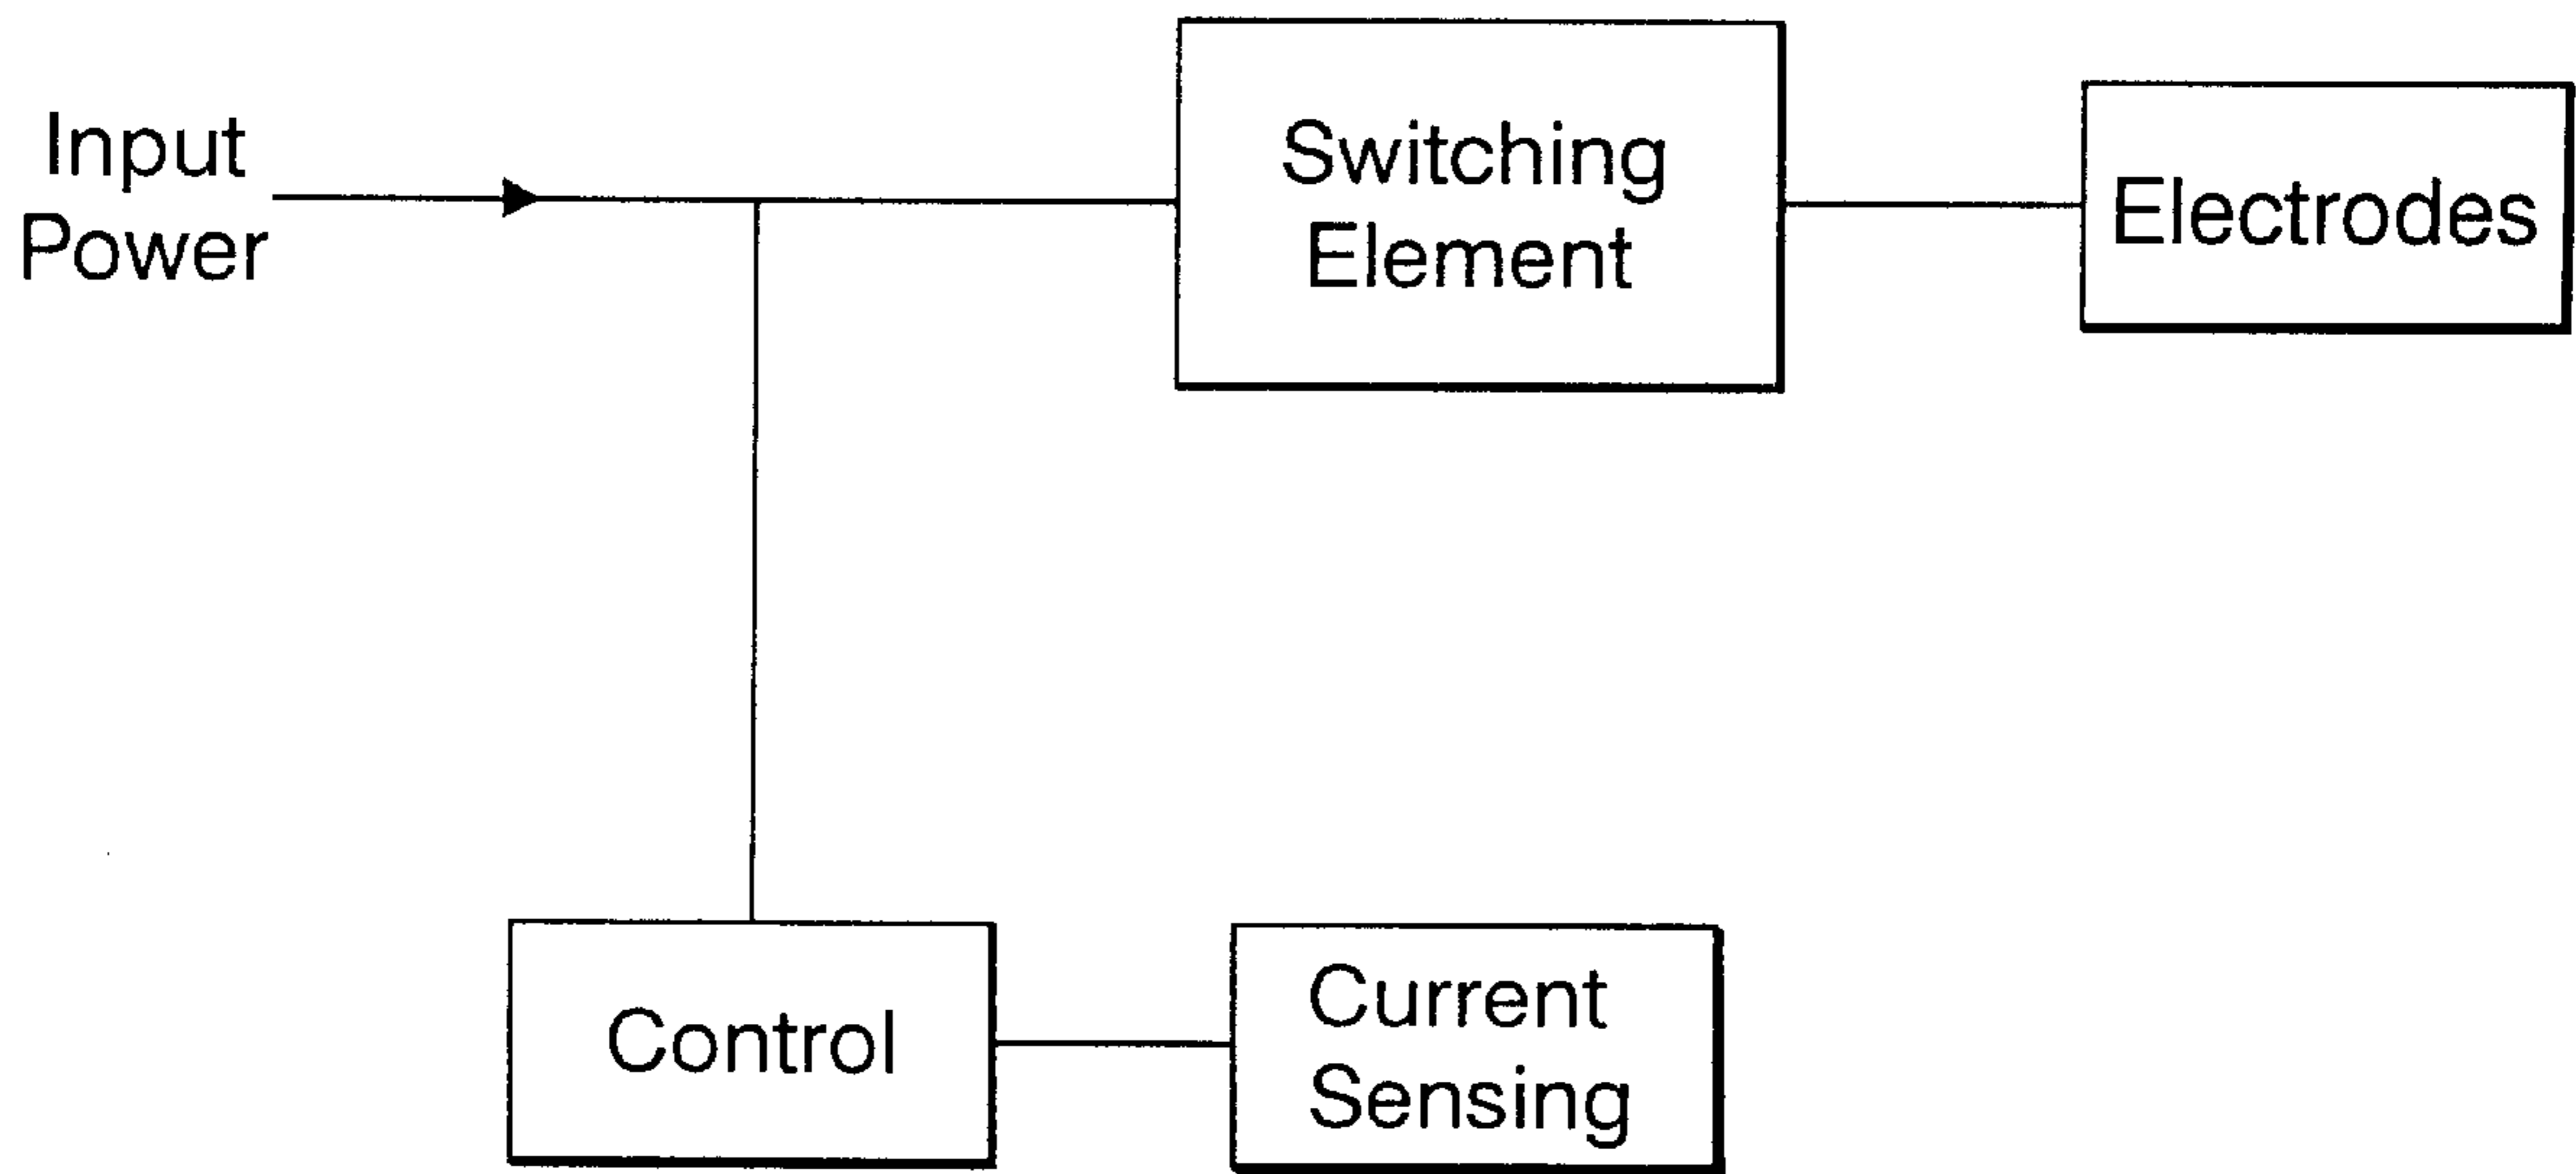 Input
Power
Switching
Element
Electrodes
Control
Current
Sensing